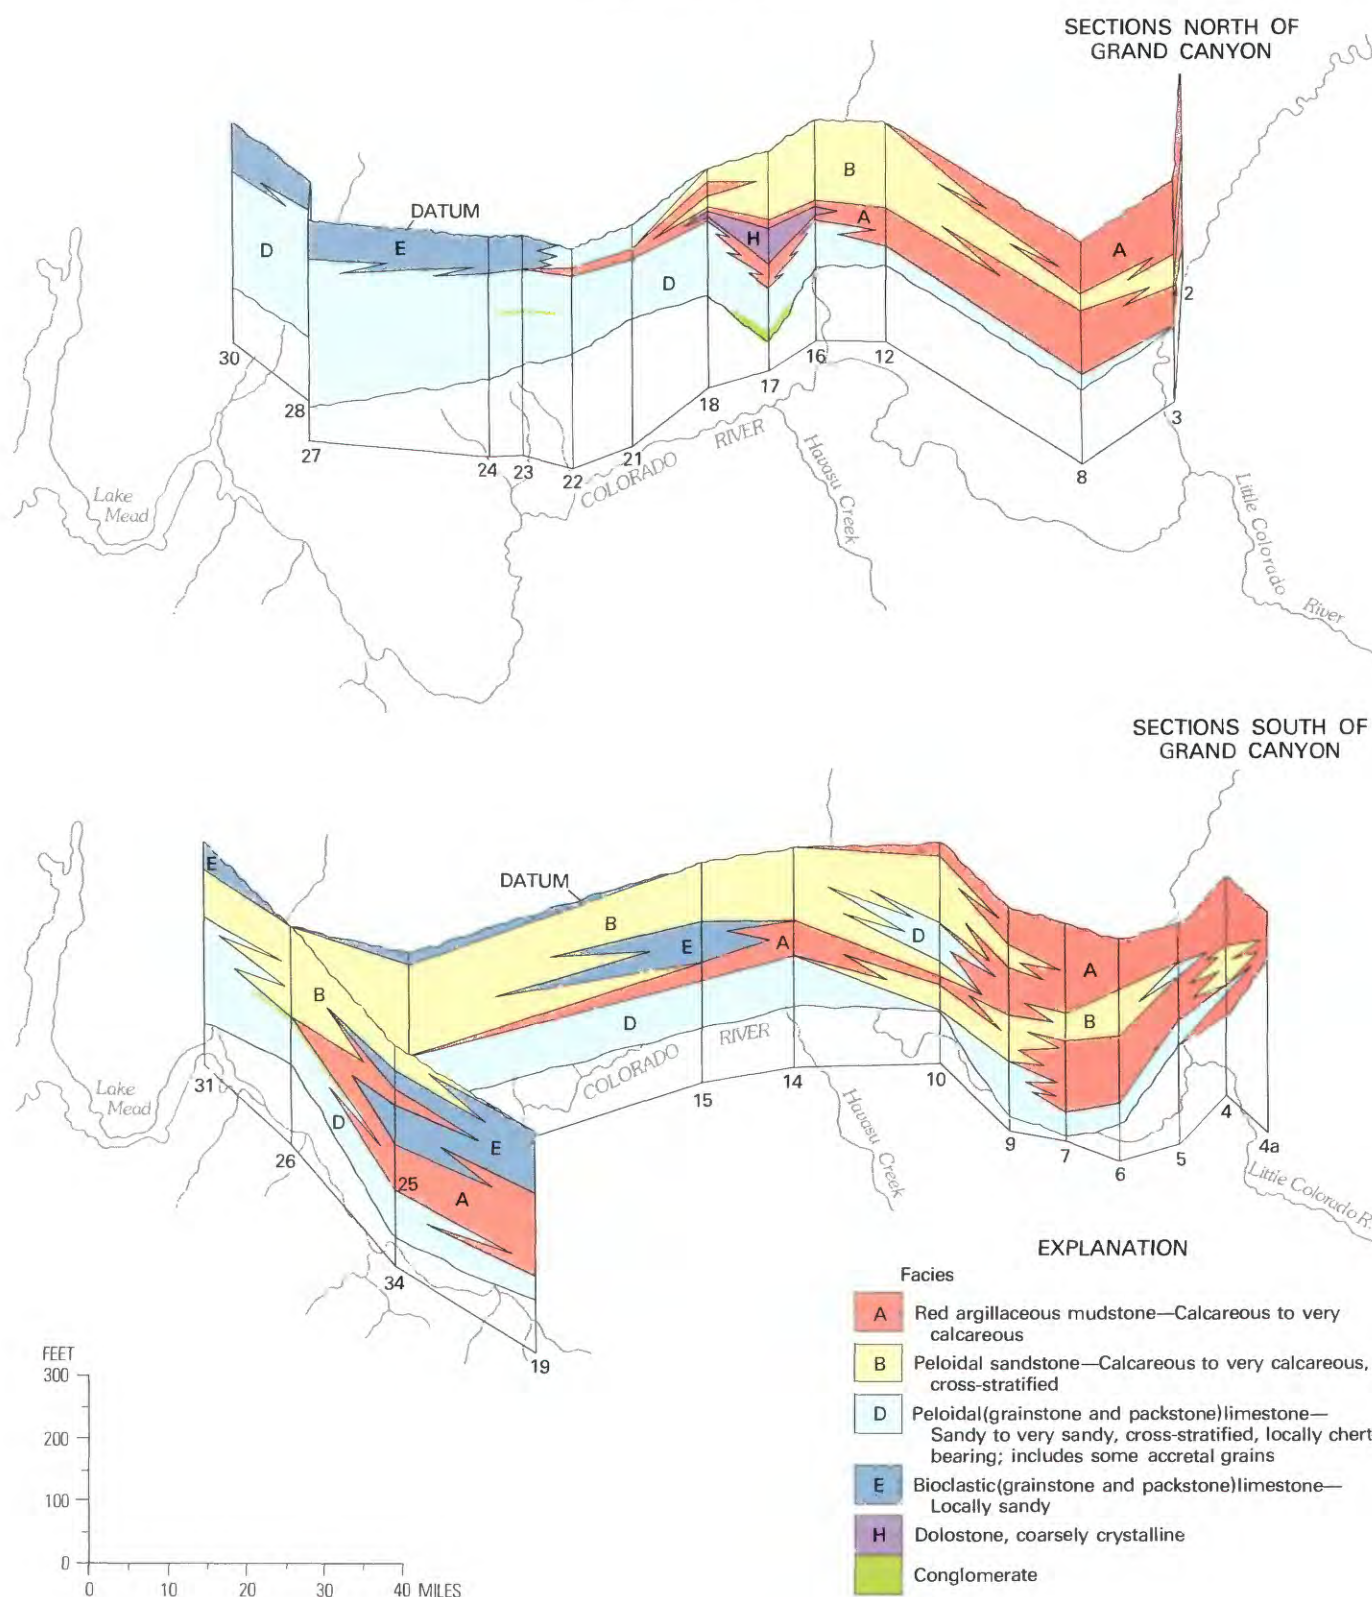 SECTIONS NORTH OF
GRAND CANYON
DATUM
B
D
E
A
H
D
A
2
30
28
27
24
23
22
21
18
17
16
12
8
3
COLORADO
RIVER
Havasu Creek
Lake
Mead
Little Colorado
River
SECTIONS SOUTH OF
GRAND CANYON
E
DATUM
B
E
A
D
A
B
D
B
D
E
A
COLORADO
RIVER
Lake
Mead
31
26
25
34
19
15
14
10
9
7
6
5
4
4a
Havasu Creek
Little Colorado R.
EXPLANATION
Facies
A Red argillaceous mudstone—Calcareous to very
calcareous
B Peloidal sandstone—Calcareous to very calcareous,
cross-stratified
D Peloidal(grainstone and packstone)limestone—
Sandy to very sandy, cross-stratified, locally chert
bearing; includes some accretal grains
E Bioclastic(grainstone and packstone)limestone—
Locally sandy
H Dolostone, coarsely crystalline
Conglomerate
FEET
300
200
100
0
0 10 20 30 40 MILES